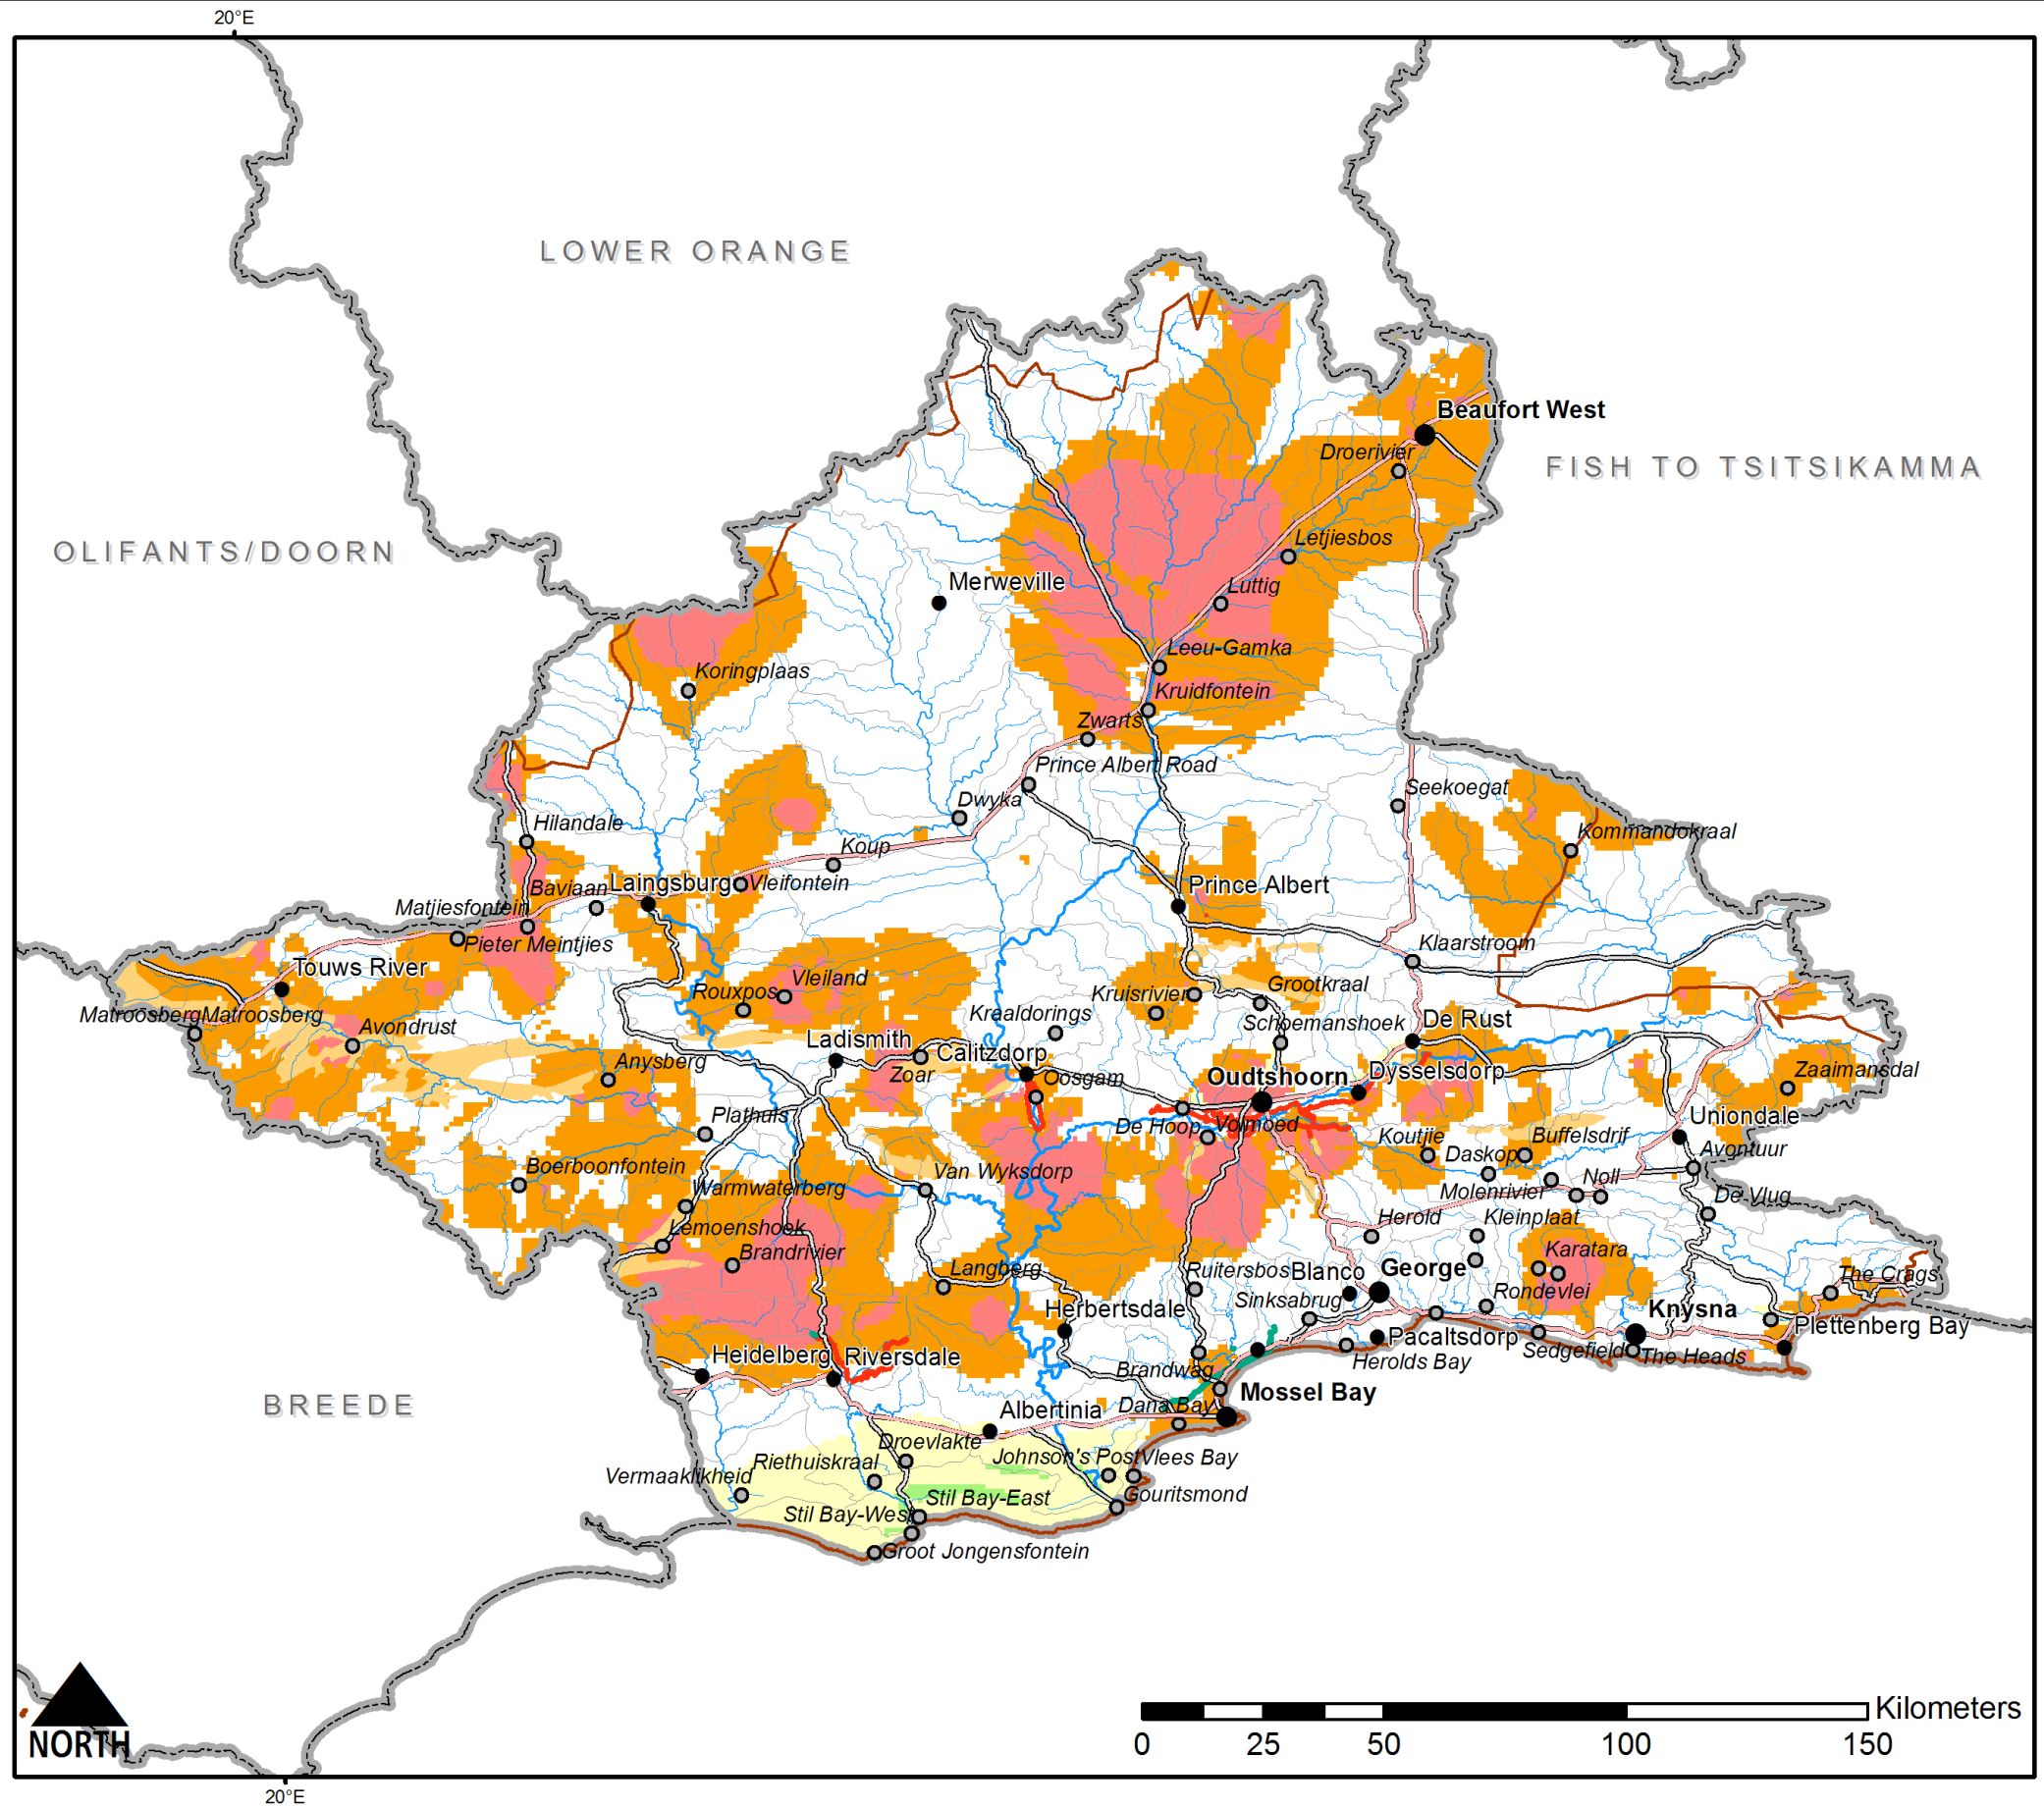 20°E
LOWER ORANGE
Beaufort West
Droerivier
FISH TO TSITSIKAMMA
Letjiesbos
OLIFANTS/DOORN
Merweville
Luttig
Leeu-Gamka
Koringplaas
Kruidfontein
Zwarts
Prince Albert Road
Seekoegat
Dwyka
Hilandale
Kommandokraal
Koup
Baviaan
Laingsburg
Vleifontein
Prince Albert
Matjiesfontein
Pieter Meintjies
Klaarstroom
Touws River
Vleiland
Rouxpos
Kruisrivier
Grootkraal
Matroosberg
Matroosberg
Avondrust
Krealdorings
Schoemanshoek
De Rust
Ladismith
Calitzdorp
Anysberg
Zoar
Oosgam
Oudtshoorn
Dysselsdorp
Zaaimansdal
Plathuis
De Hoop
Volmoed
Uniondale
Koutjie
Buffelsdrif
Daskop
Avontuur
Boerboonfontein
Van Wyksdorp
Warmwaterberg
Molenrivier
Noll
De Vlug
Lemoenshoek
Herold
Kleinplaat
Brandrivier
Karatara
Langberg
Ruitersbos
Blanco
George
The Crags
Sinksabrug
Rondevlei
Herbertsdale
Knysna
Plettenberg Bay
Heidelberg
Riversdale
Pacaltsdorp
Sedgefield
The Heads
Brandwag
Herolds Bay
Mossel Bay
BREEDE
Albertinia
Dana Bay
Droevlakte
Riethuiskraal
Johnson's Post
Vlees Bay
Vermaaklikheid
Stil Bay-East
Gouritsmond
Stil Bay-West
Groot Jongensfontein
Kilometers
NORTH
0 25 50 100 150
20°E